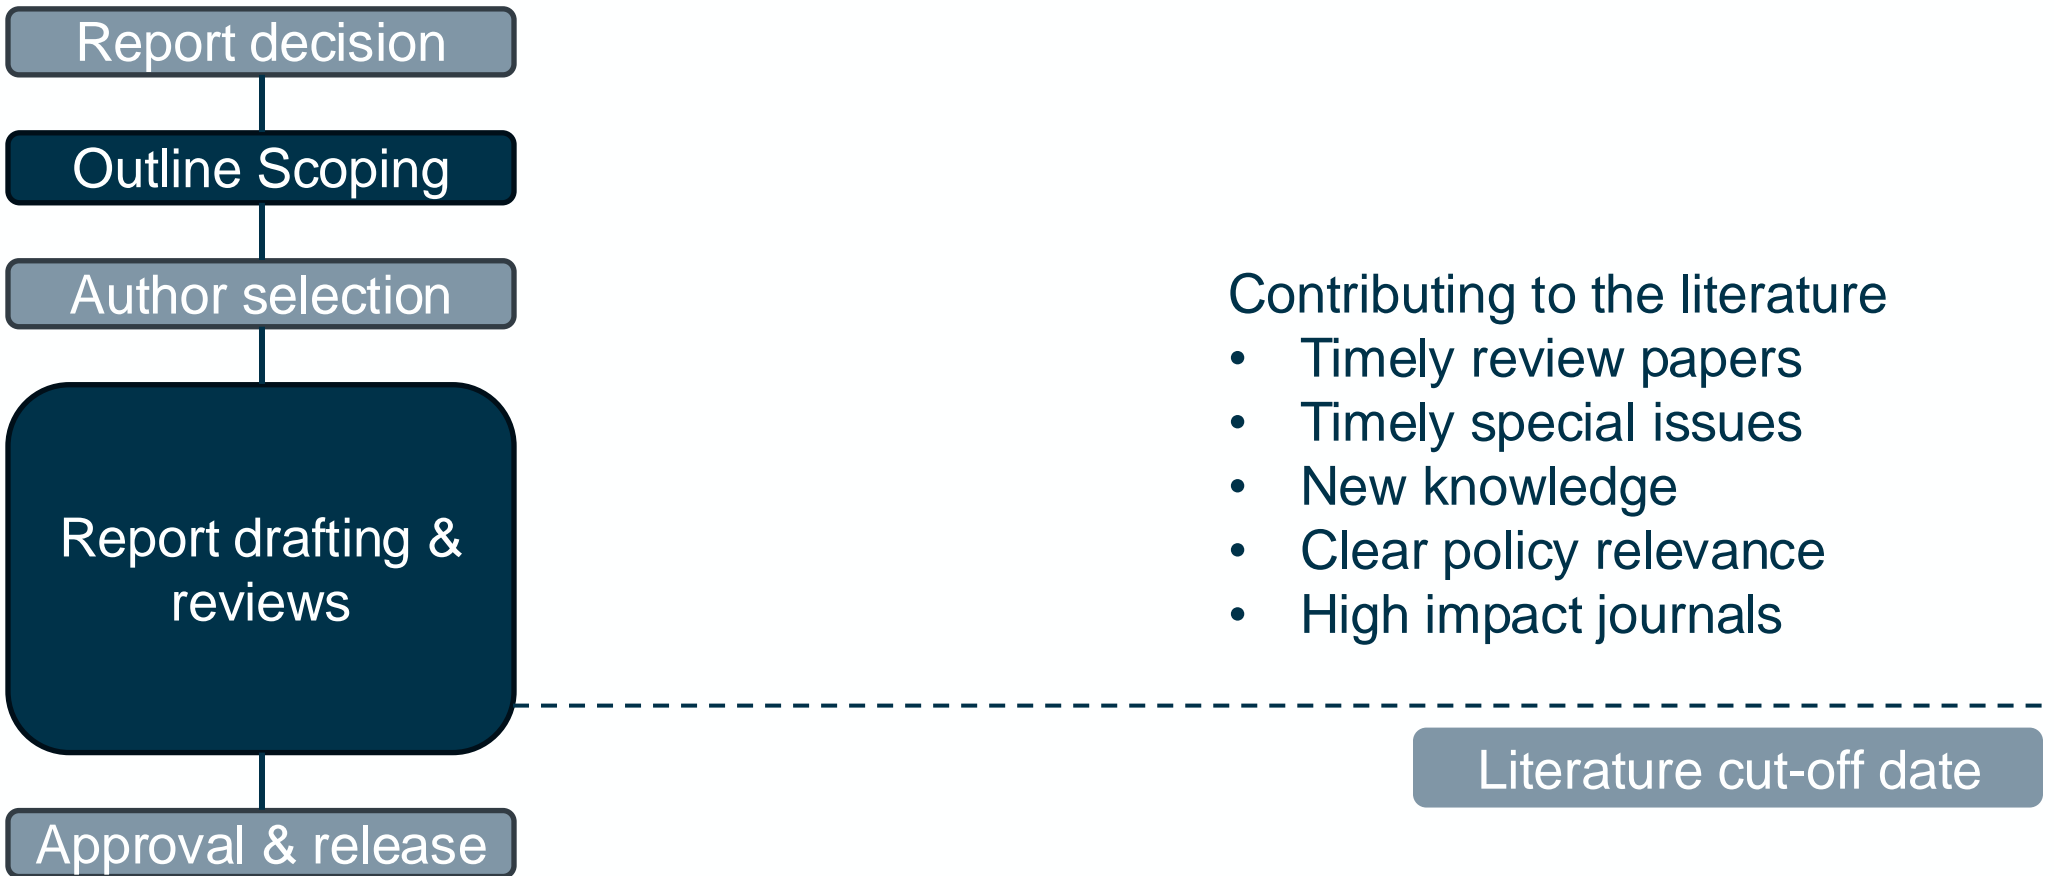 Report decision
Outline Scoping
Author selection
Report drafting &
reviews
Approval & release
Contributing to the literature
• Timely review papers
• Timely special issues
• New knowledge
• Clear policy relevance
• High impact journals
Literature cut-off date